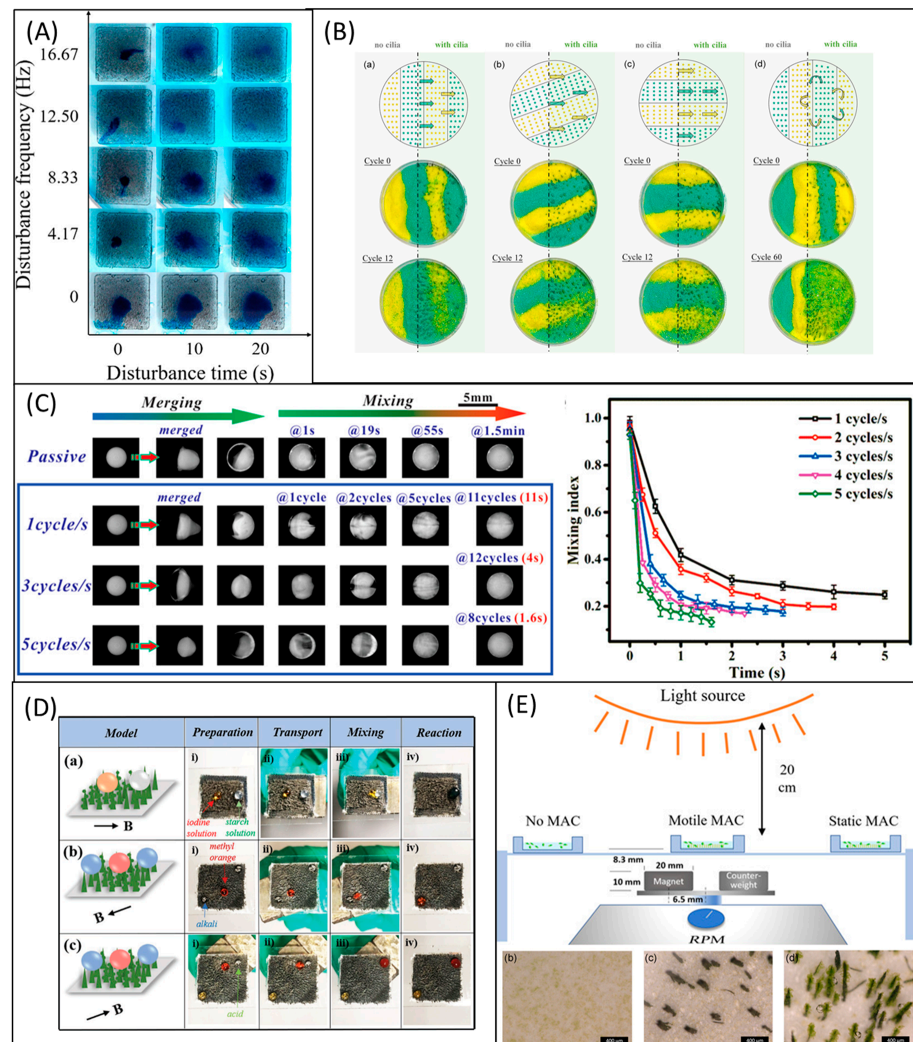 (A)
Disturbance frequency (Hz)
16.67
12.50
8.33
4.17
0
0 10 20
Disturbance time (s)
(B)
no cilia with cilia no cilia with cilia no cilia with cilia no cilia with cilia
(a) (b) (c) (d)
Cycle 0 Cycle 0 Cycle 0 Cycle 0
Cycle 12 Cycle 12 Cycle 12 Cycle 60
(C)
Merging Mixing 5mm
merged @1s @19s @55s @1.5min
Passive
merged @1cycle @2cycles @5cycles @11cycles (11s)
1cycle/s
@12cycles (4s)
3cycles/s
@8cycles (1.6s)
5cycles/s
Mixing index
1.0
0.8
0.6
0.4
0.2
0 1 2 3 4 5
Time (s)
1 cycle/s
2 cycles/s
3 cycles/s
4 cycles/s
5 cycles/s
(D)
Model Preparation Transport Mixing Reaction
(a) i) ii) iii) iv)
B
iodine solution
starch solution
(b) i) ii) iii) iv)
methyl orange
B
alkali
(c) i) ii) iii) iv)
B
acid
(E)
Light source
20 cm
No MAC Motile MAC Static MAC
8.3 mm
20 mm
10 mm
Magnet
Counter-weight
6.5 mm
RPM
(b) (c) (d)
400 µm 400 µm 400 µm